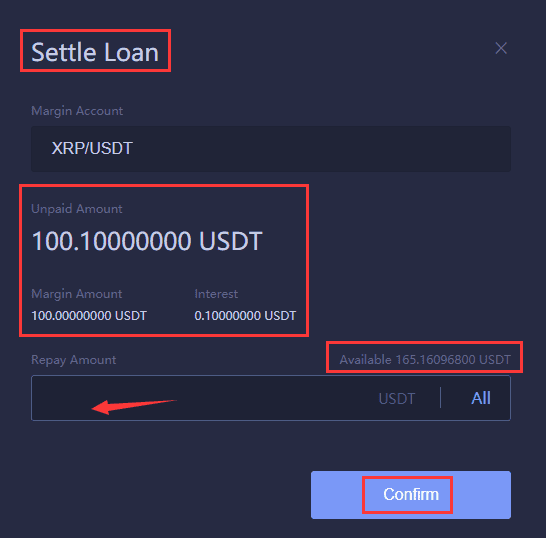 Settle Loan
Margin Account
XRP/USDT
Unpaid Amount
100.10000000 USDT
Margin Amount Interest
100.00000000 USDT 0.10000000 USDT
Repay Amount Available 165.16096800 USDT
USDT All
Confirm